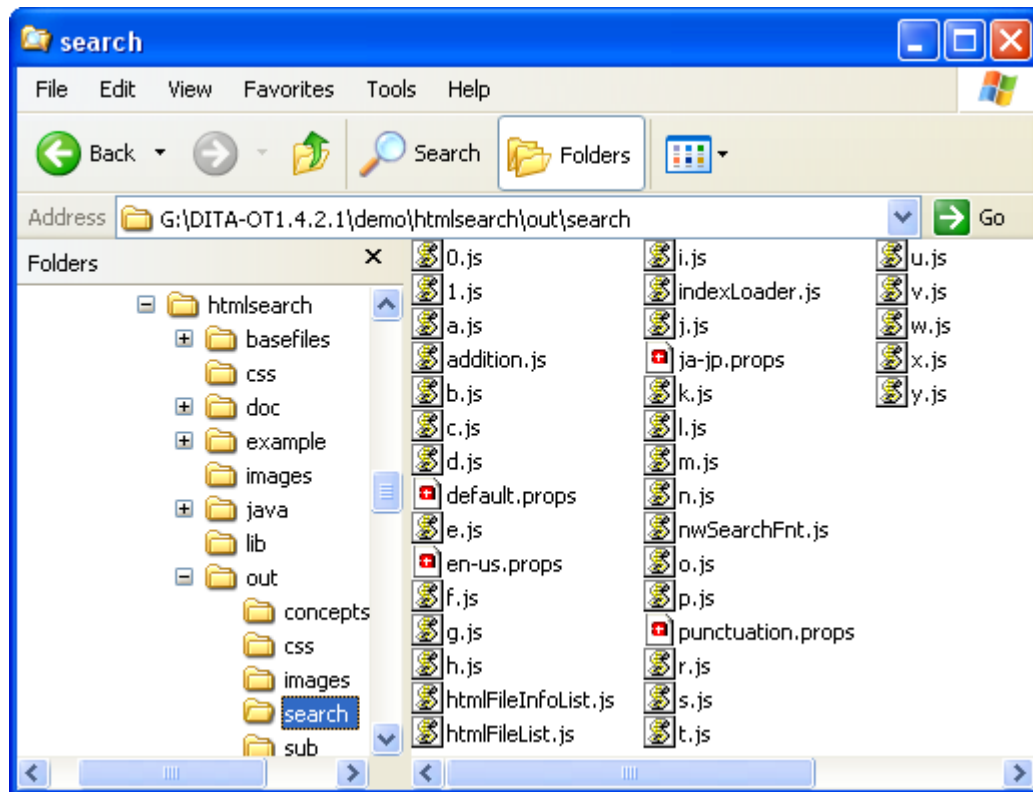 search
File Edit View Favorites Tools Help
Back Search Folders
Address G:\DITA-OT1.4.2.1\demo\htmlsearch\out\search Go
Folders
htmlsearch
basefiles
css
doc
example
images
java
lib
out
concepts
css
images
search
sub
0.js
1.js
a.js
addition.js
b.js
c.js
d.js
default.props
e.js
en-us.props
f.js
g.js
h.js
htmlFileInfoList.js
htmlFileList.js
i.js
indexLoader.js
j.js
ja-jp.props
k.js
l.js
m.js
n.js
nwSearchFnt.js
o.js
p.js
punctuation.props
r.js
s.js
t.js
u.js
v.js
w.js
x.js
y.js